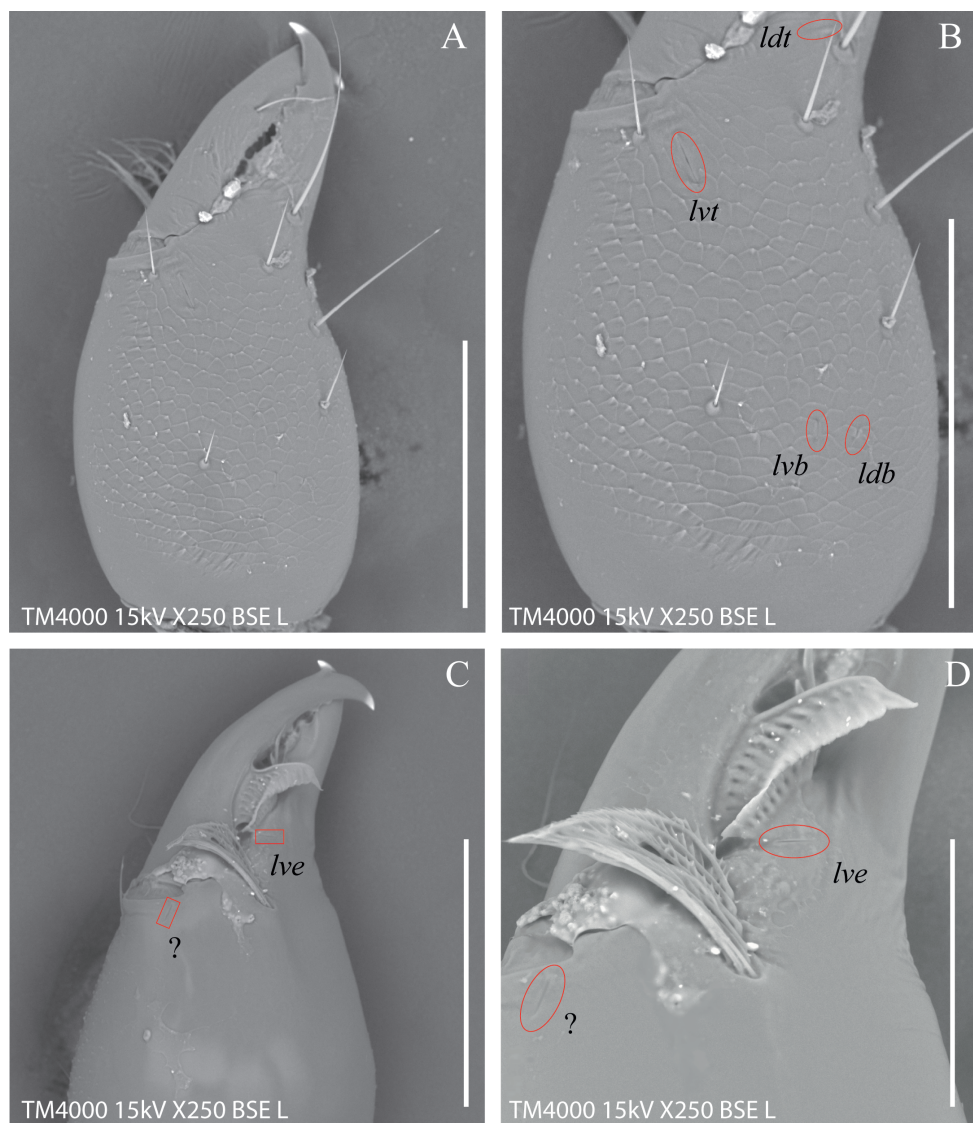 A
TM4000 15kV X250 BSE L
B
ldt
lvt
lvb
ldb
TM4000 15kV X250 BSE L
C
lve
?
TM4000 15kV X250 BSE L
D
lve
?
TM4000 15kV X250 BSE L